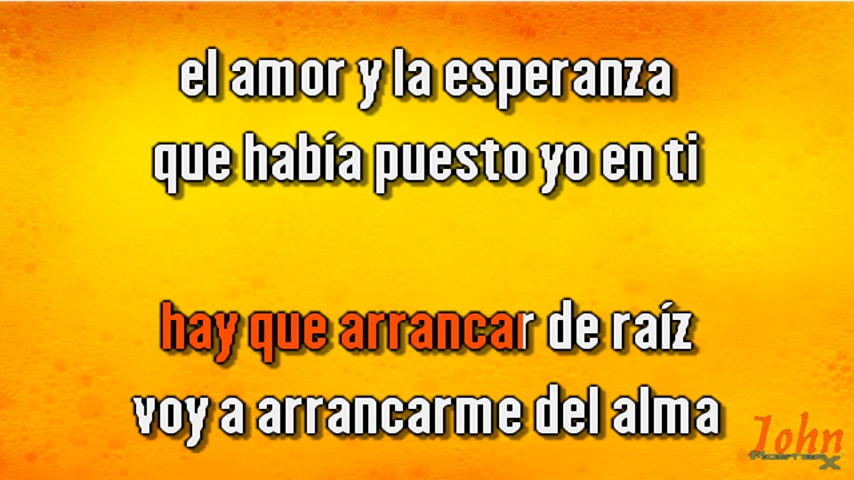 el amor y la esperanza
que había puesto yo en ti
hay que arrancar de raíz
voy a arrancarme del alma
John